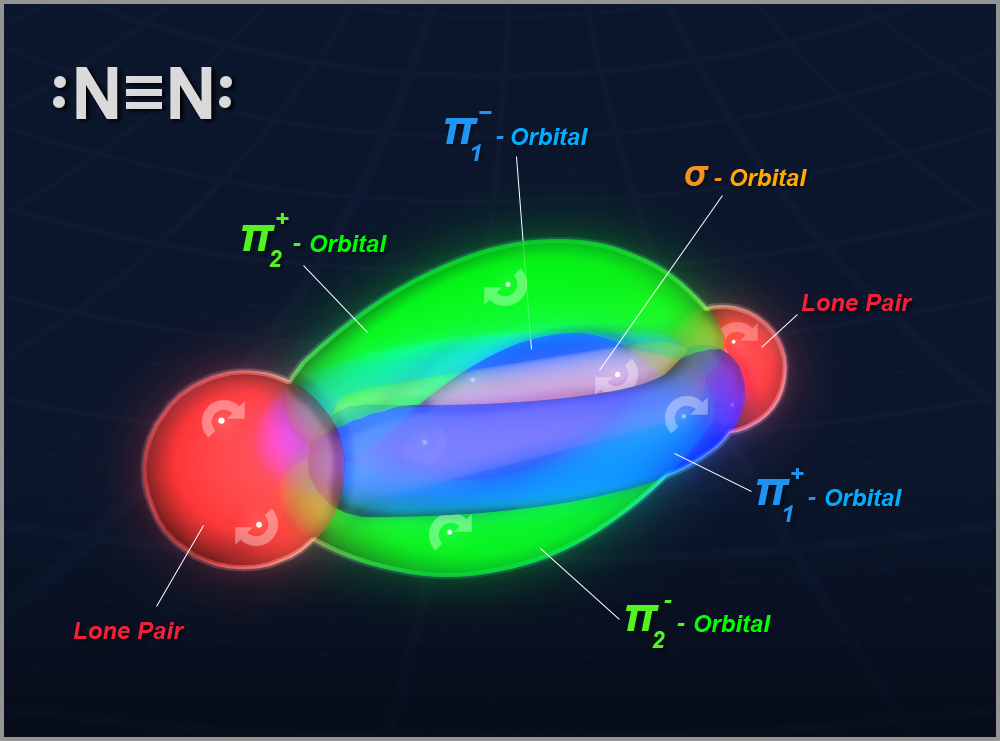 :N≡N:
π₁⁻ - Orbital
σ - Orbital
π₂⁺ - Orbital
Lone Pair
π₁⁺ - Orbital
π₂⁻ - Orbital
Lone Pair